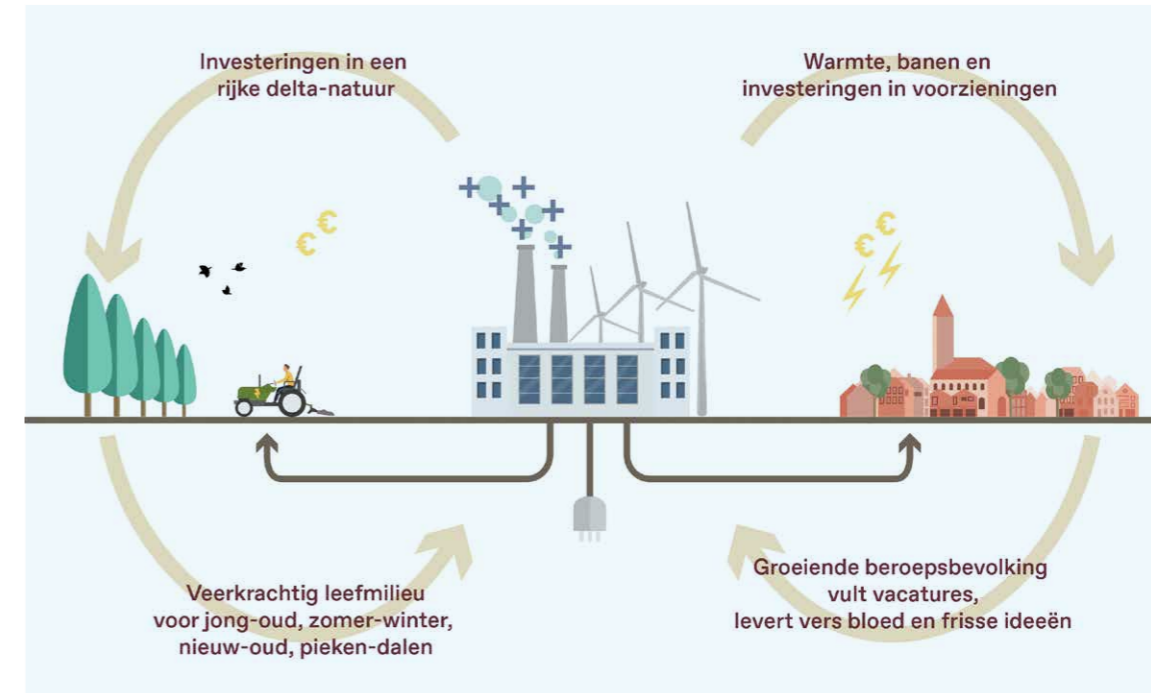 Investeringen in een
rijke delta-natuur
Warmte, banen en
investeringen in voorzieningen
€ €
€ €
Veerkrachtig leefmilieu
voor jong-oud, zomer-winter,
nieuw-oud, pieken-dalen
Groeiende beroepsbevolking
vult vacatures,
levert vers bloed en frisse ideeën